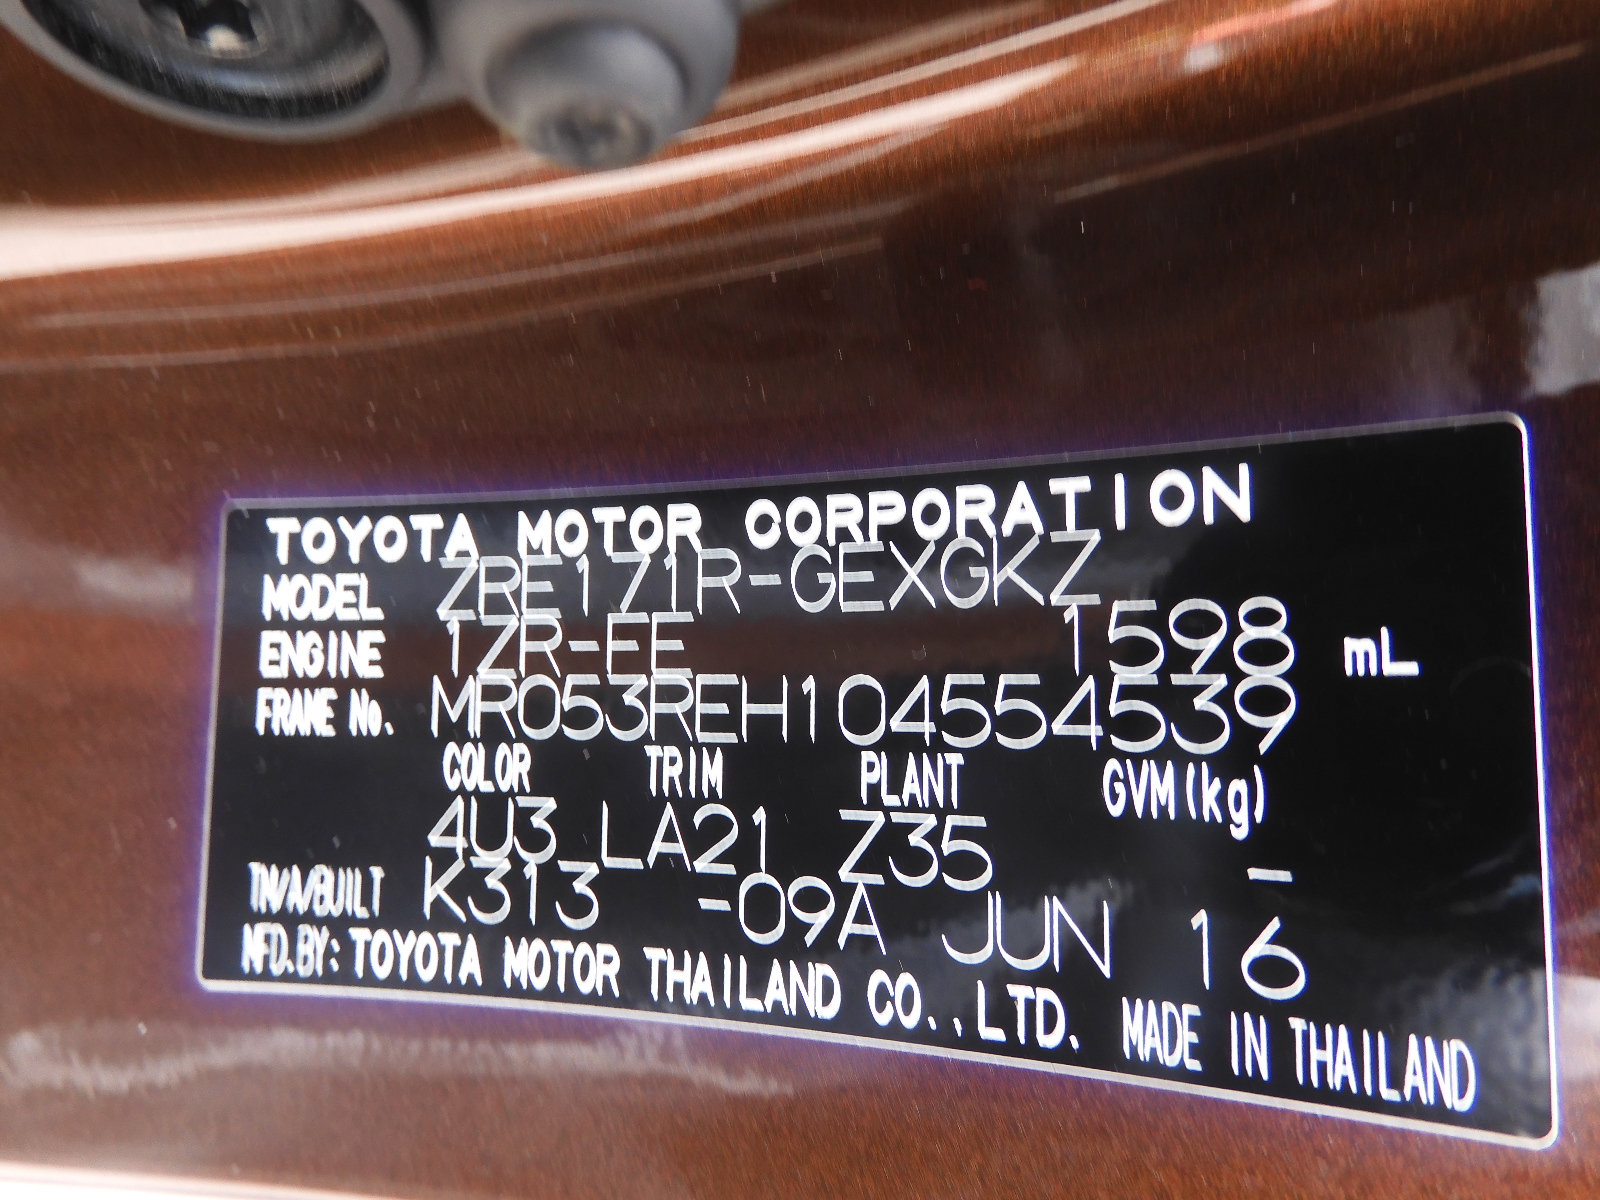 TOYOTA MOTOR CORPORATION
MODEL ZRE171R-GEXGKZ
ENGINE 1ZR-FE 1598 mL
FRAME No. MR053REH104554539
COLOR TRIM PLANT GVM(kg)
4U3 LA21 Z35 -
TN/A/BUILT K313 -09A JUN 16
MFD.BY: TOYOTA MOTOR THAILAND CO.,LTD. MADE IN THAILAND